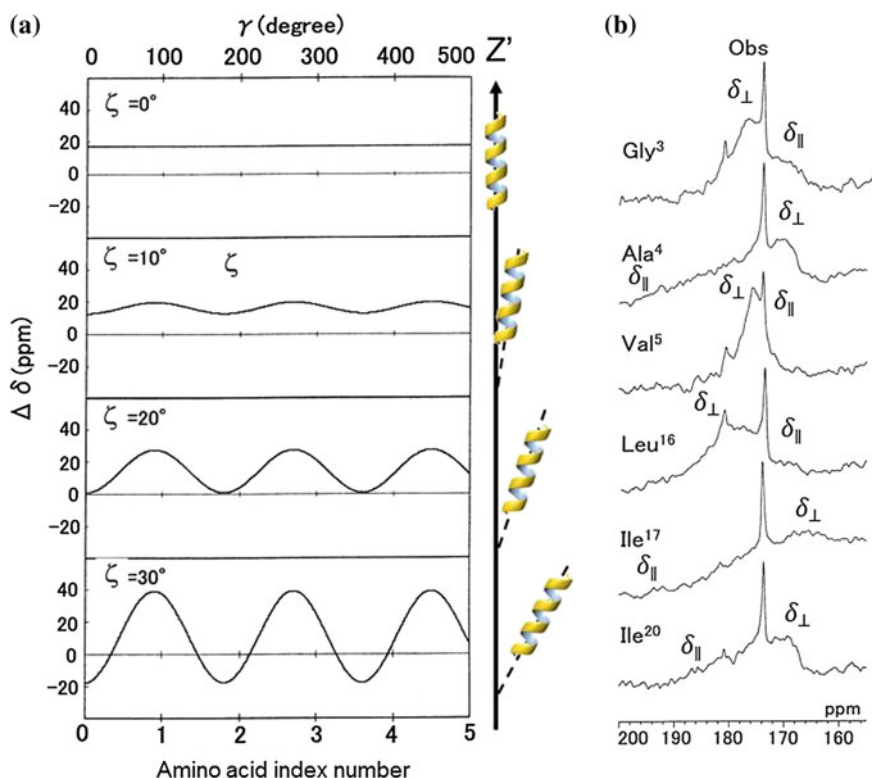 (a)
γ (degree)
0 100 200 300 400 500
Z'
ζ =0°
40
20
0
−20
ζ =10° ζ
40
20
0
−20
ζ =20°
40
20
0
−20
ζ =30°
40
20
0
−20
Δ δ (ppm)
0 1 2 3 4 5
Amino acid index number
(b)
Obs
δ⊥
δ∥
Gly³
δ⊥
Ala⁴
δ∥
δ⊥
δ∥
Val⁵
δ⊥
Leu¹⁶
δ∥
δ⊥
Ile¹⁷
δ∥
Ile²⁰
δ∥ δ⊥
ppm
200 190 180 170 160